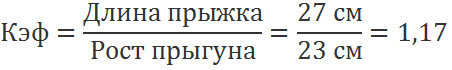 Кэф = Длина прыжка / Рост прыгуна = 27 см / 23 см = 1,17